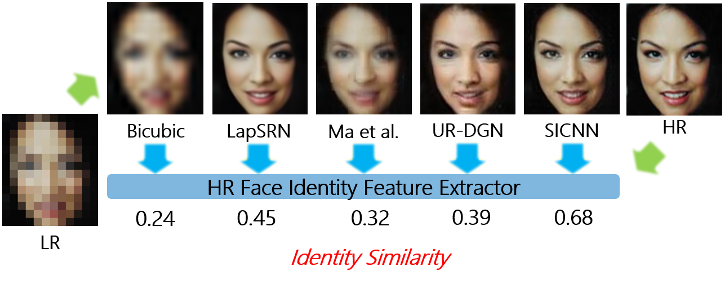 Bicubic LapSRN Ma et al. UR-DGN SICNN HR
HR Face Identity Feature Extractor
0.24 0.45 0.32 0.39 0.68
LR
Identity Similarity